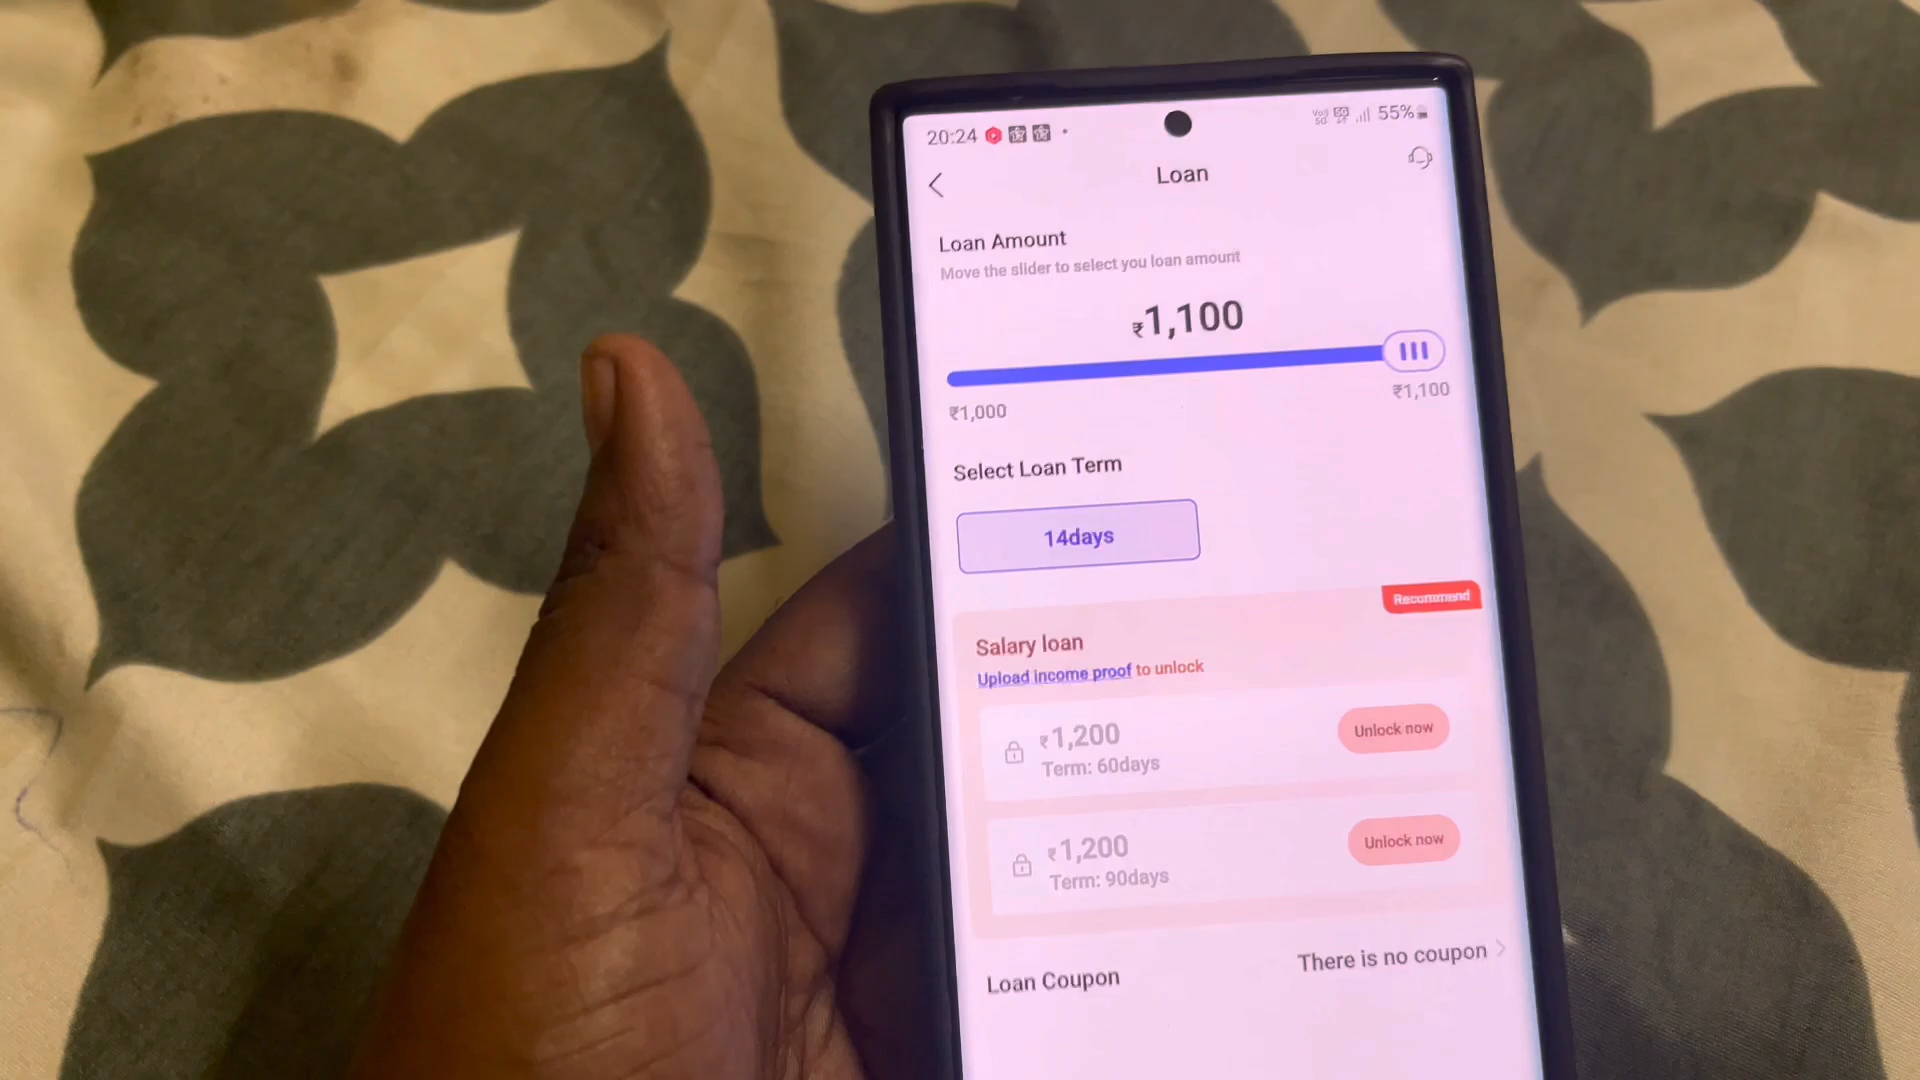 20:24
55%
Loan
Loan Amount
Move the slider to select you loan amount
₹1,100
₹1,000
₹1,100
Select Loan Term
14days
Recommend
Salary loan
Upload income proof to unlock
₹1,200
Term: 60days
Unlock now
₹1,200
Term: 90days
Unlock now
Loan Coupon
There is no coupon